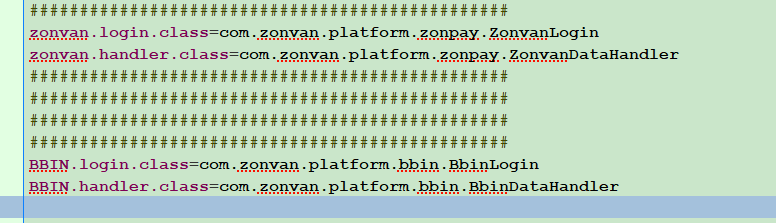 ################################################
zonvan.login.class=com.zonvan.platform.zonpay.ZonvanLogin
zonvan.handler.class=com.zonvan.platform.zonpay.ZonvanDataHandler
################################################
################################################
################################################
################################################
BBIN.login.class=com.zonvan.platform.bbin.BbinLogin
BBIN.handler.class=com.zonvan.platform.bbin.BbinDataHandler